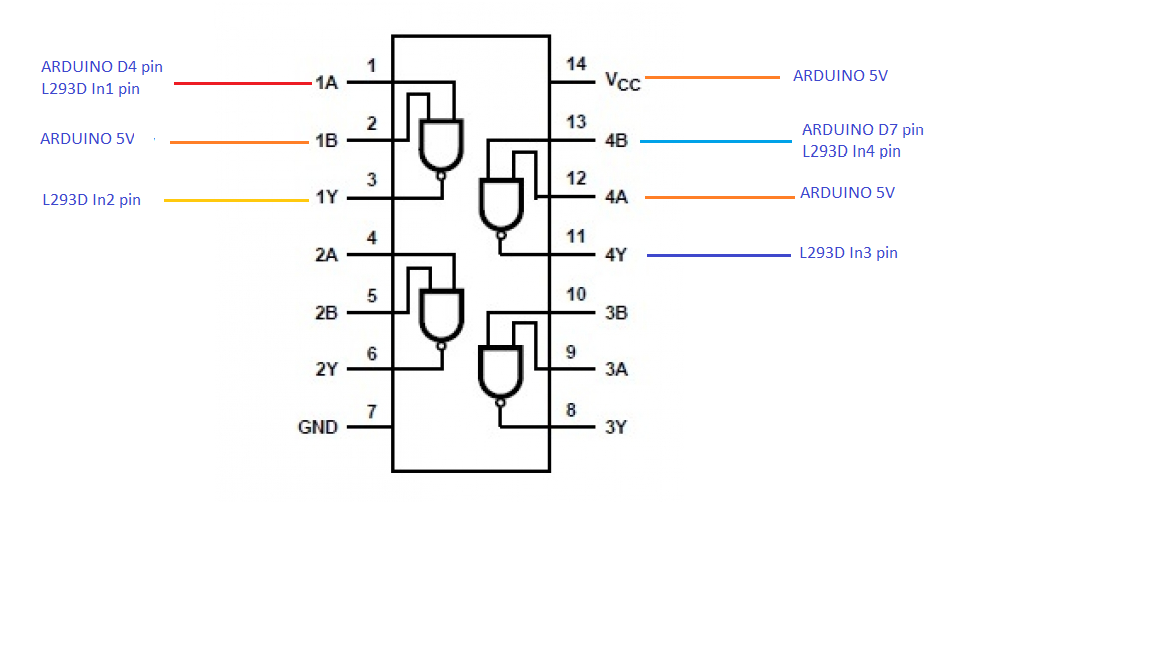 ARDUINO D4 pin
L293D In1 pin
1 1A
ARDUINO 5V
2 1B
L293D In2 pin
3 1Y
4 2A
5 2B
6 2Y
7 GND
14 VCC ARDUINO 5V
13 4B
ARDUINO D7 pin
L293D In4 pin
12 4A ARDUINO 5V
11 4Y L293D In3 pin
10 3B
9 3A
8 3Y